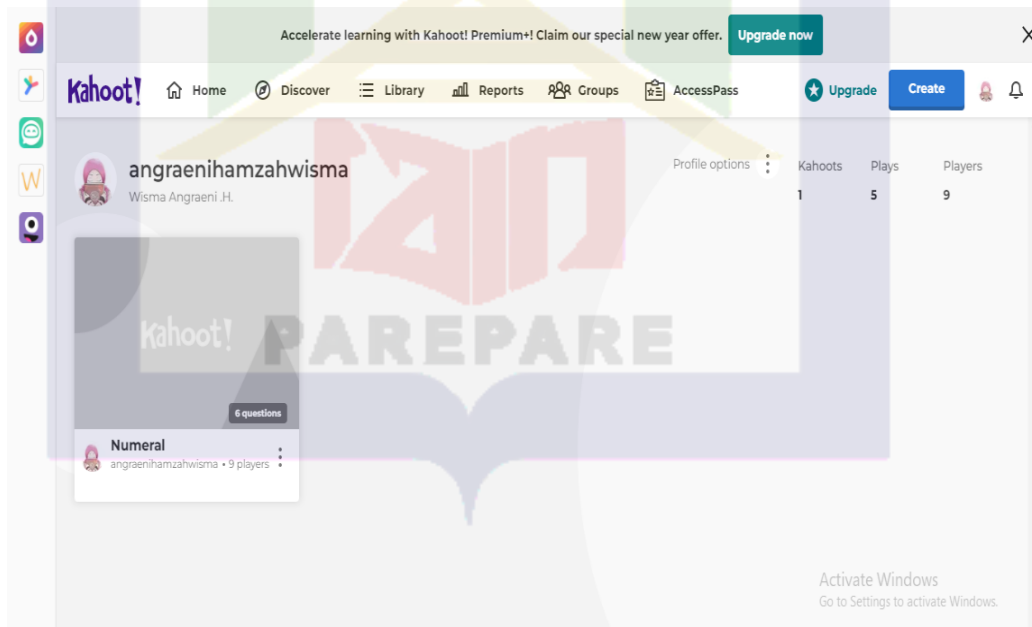 Accelerate learning with Kahoot! Premium+! Claim our special new year offer. Upgrade now
Kahoot! Home Discover Library Reports Groups AccessPass Upgrade Create
angraenihamzahwisma
Wisma Angraeni .H.
Profile options
Kahoots Plays Players
1 5 9
Kahoot!
PAREPARE
6 questions
Numeral
angraenihamzahwisma • 9 players
Activate Windows
Go to Settings to activate Windows.